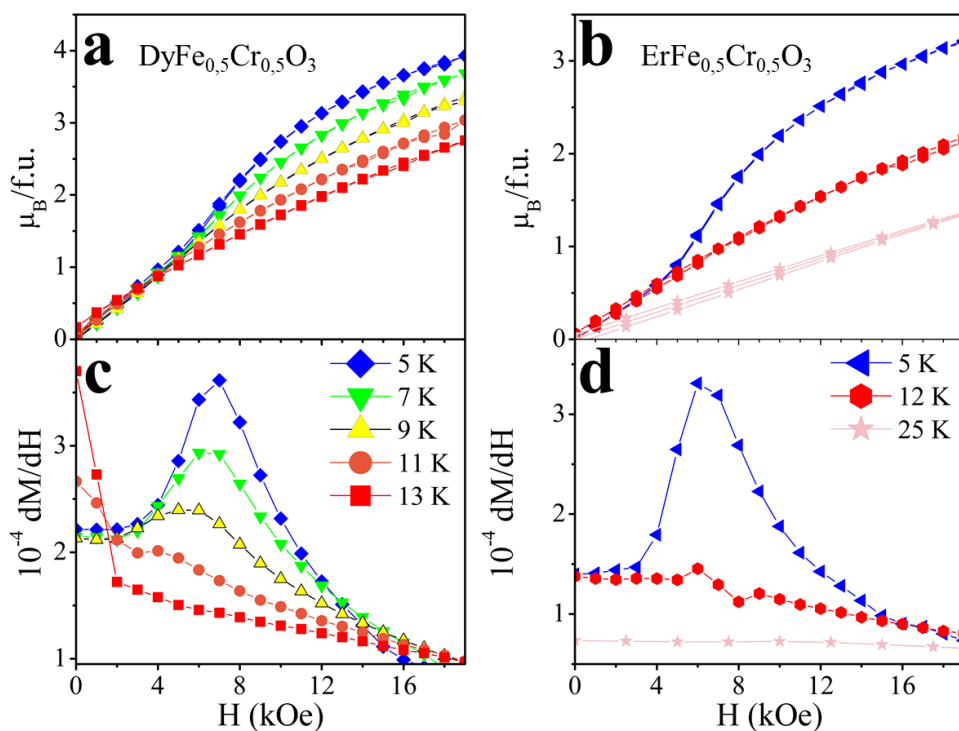 a
DyFe0,5Cr0,5O3
μB/f.u.
4
3
2
1
0
b
ErFe0,5Cr0,5O3
μB/f.u.
3
2
1
0
c
5 K
7 K
9 K
11 K
13 K
10-4 dM/dH
3
2
1
0
4
8
12
16
H (kOe)
d
5 K
12 K
25 K
10-4 dM/dH
3
2
1
0
4
8
12
16
H (kOe)